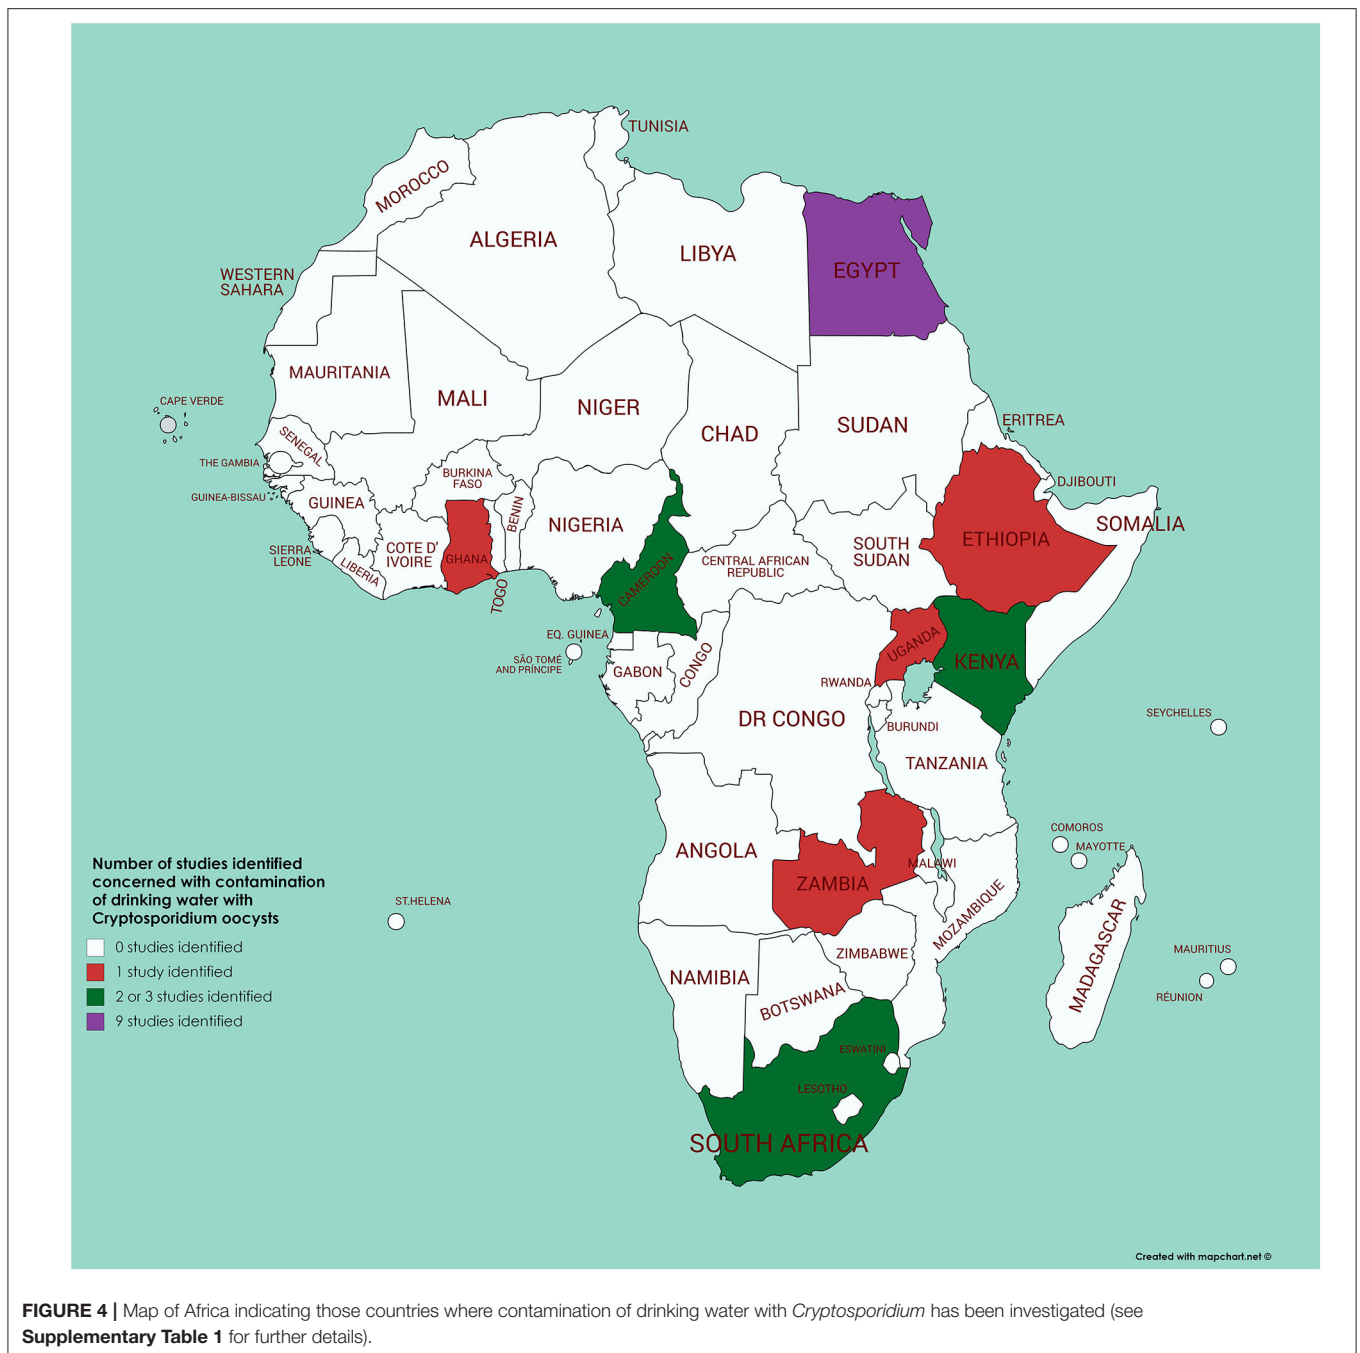 TUNISIA
MOROCCO
ALGERIA
LIBYA
EGYPT
WESTERN
SAHARA
MAURITANIA
MALI
NIGER
CHAD
SUDAN
ERITREA
CAPE VERDE
SENEGAL
THE GAMBIA
GUINEA-BISSAU
GUINEA
BURKINA
FASO
BENIN
NIGERIA
DJIBOUTI
SOMALIA
ETHIOPIA
SOUTH
SUDAN
CENTRAL AFRICAN
REPUBLIC
CAMEROON
SIERRA
LEONE
LIBERIA
COTE D'
IVOIRE
GHANA
TOGO
EQ. GUINEA
SÃO TOMÉ
AND PRÍNCIPE
GABON
CONGO
UGANDA
KENYA
RWANDA
DR CONGO
BURUNDI
TANZANIA
SEYCHELLES
COMOROS
MAYOTTE
ANGOLA
ZAMBIA
MALAWI
MOZAMBIQUE
MADAGASCAR
MAURITIUS
RÉUNION
ST.HELENA
ZIMBABWE
NAMIBIA
BOTSWANA
ESWATINI
LESOTHO
SOUTH AFRICA
Number of studies identified
concerned with contamination
of drinking water with
Cryptosporidium oocysts
0 studies identified
1 study identified
2 or 3 studies identified
9 studies identified
Created with mapchart.net ©
FIGURE 4 | Map of Africa indicating those countries where contamination of drinking water with Cryptosporidium has been investigated (see
Supplementary Table 1 for further details).